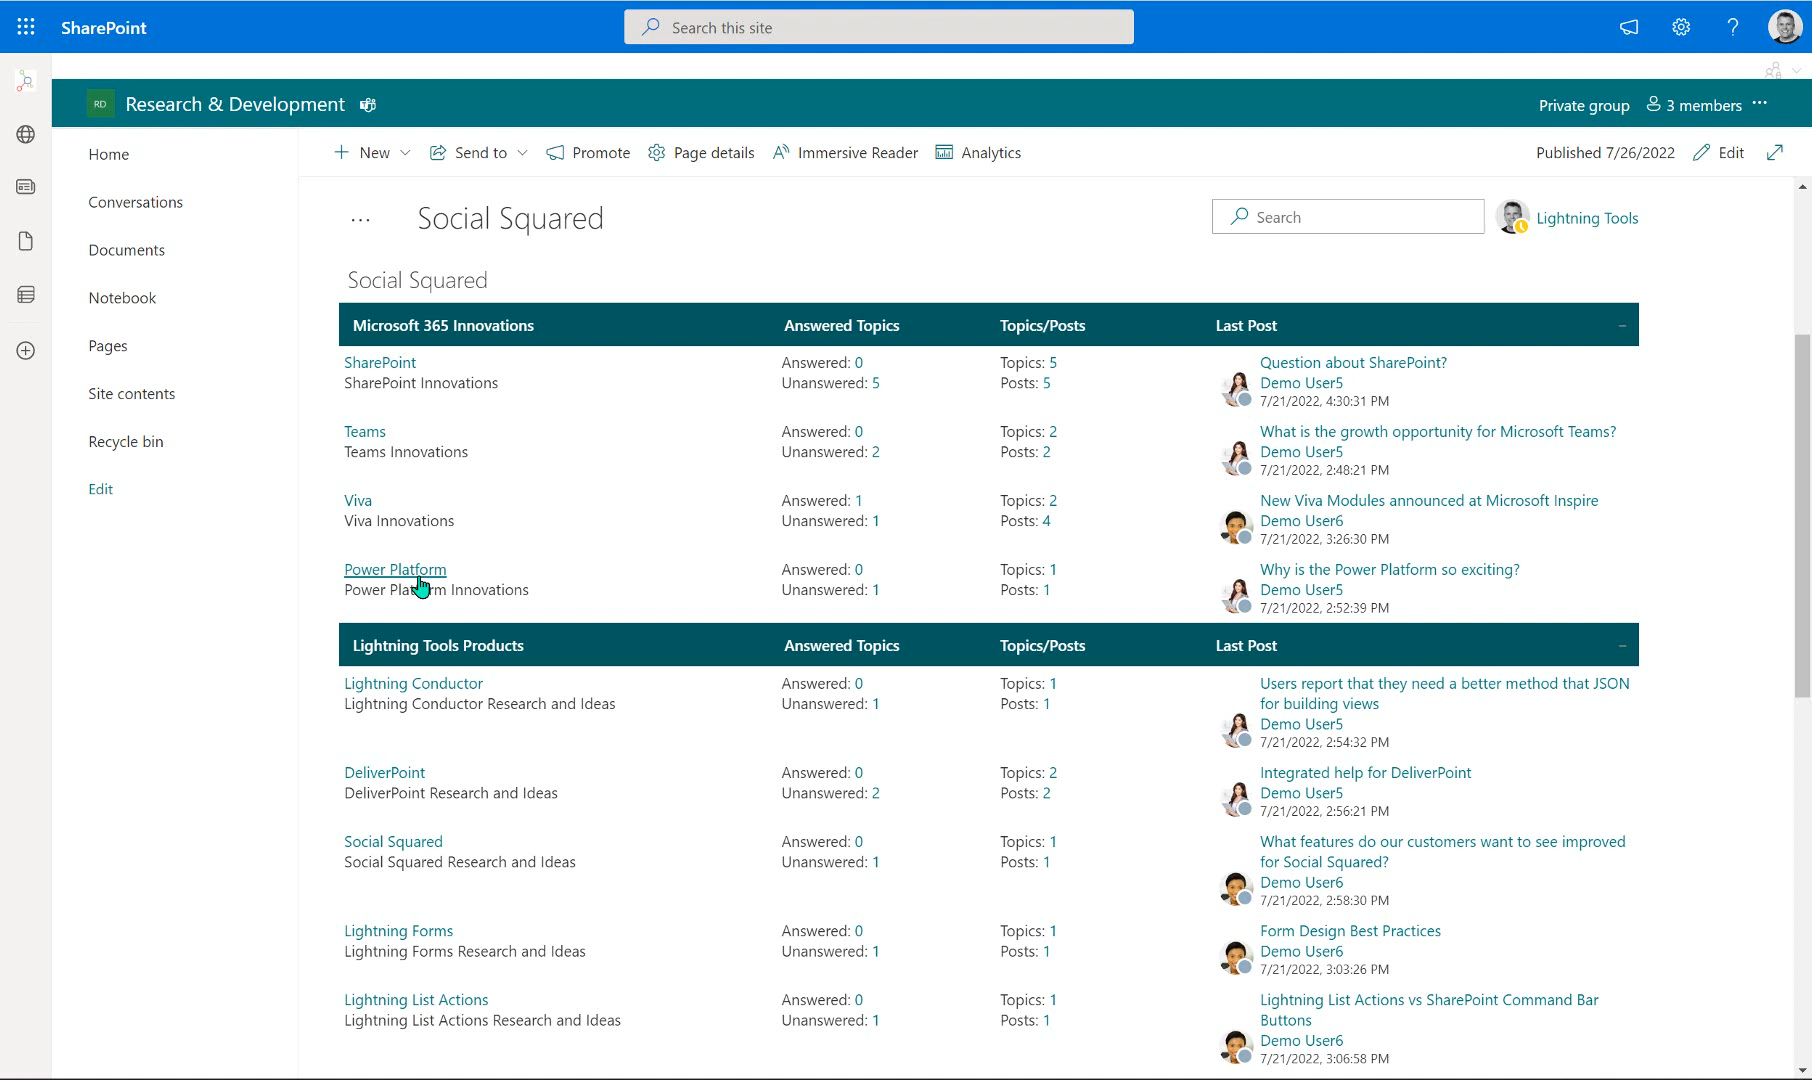 SharePoint
Search this site
?
RD
Research & Development
Private group
3 members
Home
Conversations
Documents
Notebook
Pages
Site contents
Recycle bin
Edit
New
Send to
Promote
Page details
Immersive Reader
Analytics
Published 7/26/2022
Edit
Social Squared
Search
Lightning Tools
Social Squared
Microsoft 365 Innovations Answered Topics Topics/Posts Last Post
SharePoint Answered: 0 Topics: 5 Question about SharePoint?
SharePoint Innovations Unanswered: 5 Posts: 5 Demo User5
7/21/2022, 4:30:31 PM
Teams Answered: 0 Topics: 2 What is the growth opportunity for Microsoft Teams?
Teams Innovations Unanswered: 2 Posts: 2 Demo User5
7/21/2022, 2:48:21 PM
Viva Answered: 1 Topics: 2 New Viva Modules announced at Microsoft Inspire
Viva Innovations Unanswered: 1 Posts: 4 Demo User6
7/21/2022, 3:26:30 PM
Power Platform Answered: 0 Topics: 1 Why is the Power Platform so exciting?
Power Platform Innovations Unanswered: 1 Posts: 1 Demo User5
7/21/2022, 2:52:39 PM
Lightning Tools Products Answered Topics Topics/Posts Last Post
Lightning Conductor Answered: 0 Topics: 1 Users report that they need a better method that JSON
Lightning Conductor Research and Ideas Unanswered: 1 Posts: 1 for building views
Demo User5
7/21/2022, 2:54:32 PM
DeliverPoint Answered: 0 Topics: 2 Integrated help for DeliverPoint
DeliverPoint Research and Ideas Unanswered: 2 Posts: 2 Demo User5
7/21/2022, 2:56:21 PM
Social Squared Answered: 0 Topics: 1 What features do our customers want to see improved
Social Squared Research and Ideas Unanswered: 1 Posts: 1 for Social Squared?
Demo User6
7/21/2022, 2:58:30 PM
Lightning Forms Answered: 0 Topics: 1 Form Design Best Practices
Lightning Forms Research and Ideas Unanswered: 1 Posts: 1 Demo User6
7/21/2022, 3:03:26 PM
Lightning List Actions Answered: 0 Topics: 1 Lightning List Actions vs SharePoint Command Bar
Lightning List Actions Research and Ideas Unanswered: 1 Posts: 1 Buttons
Demo User6
7/21/2022, 3:06:58 PM